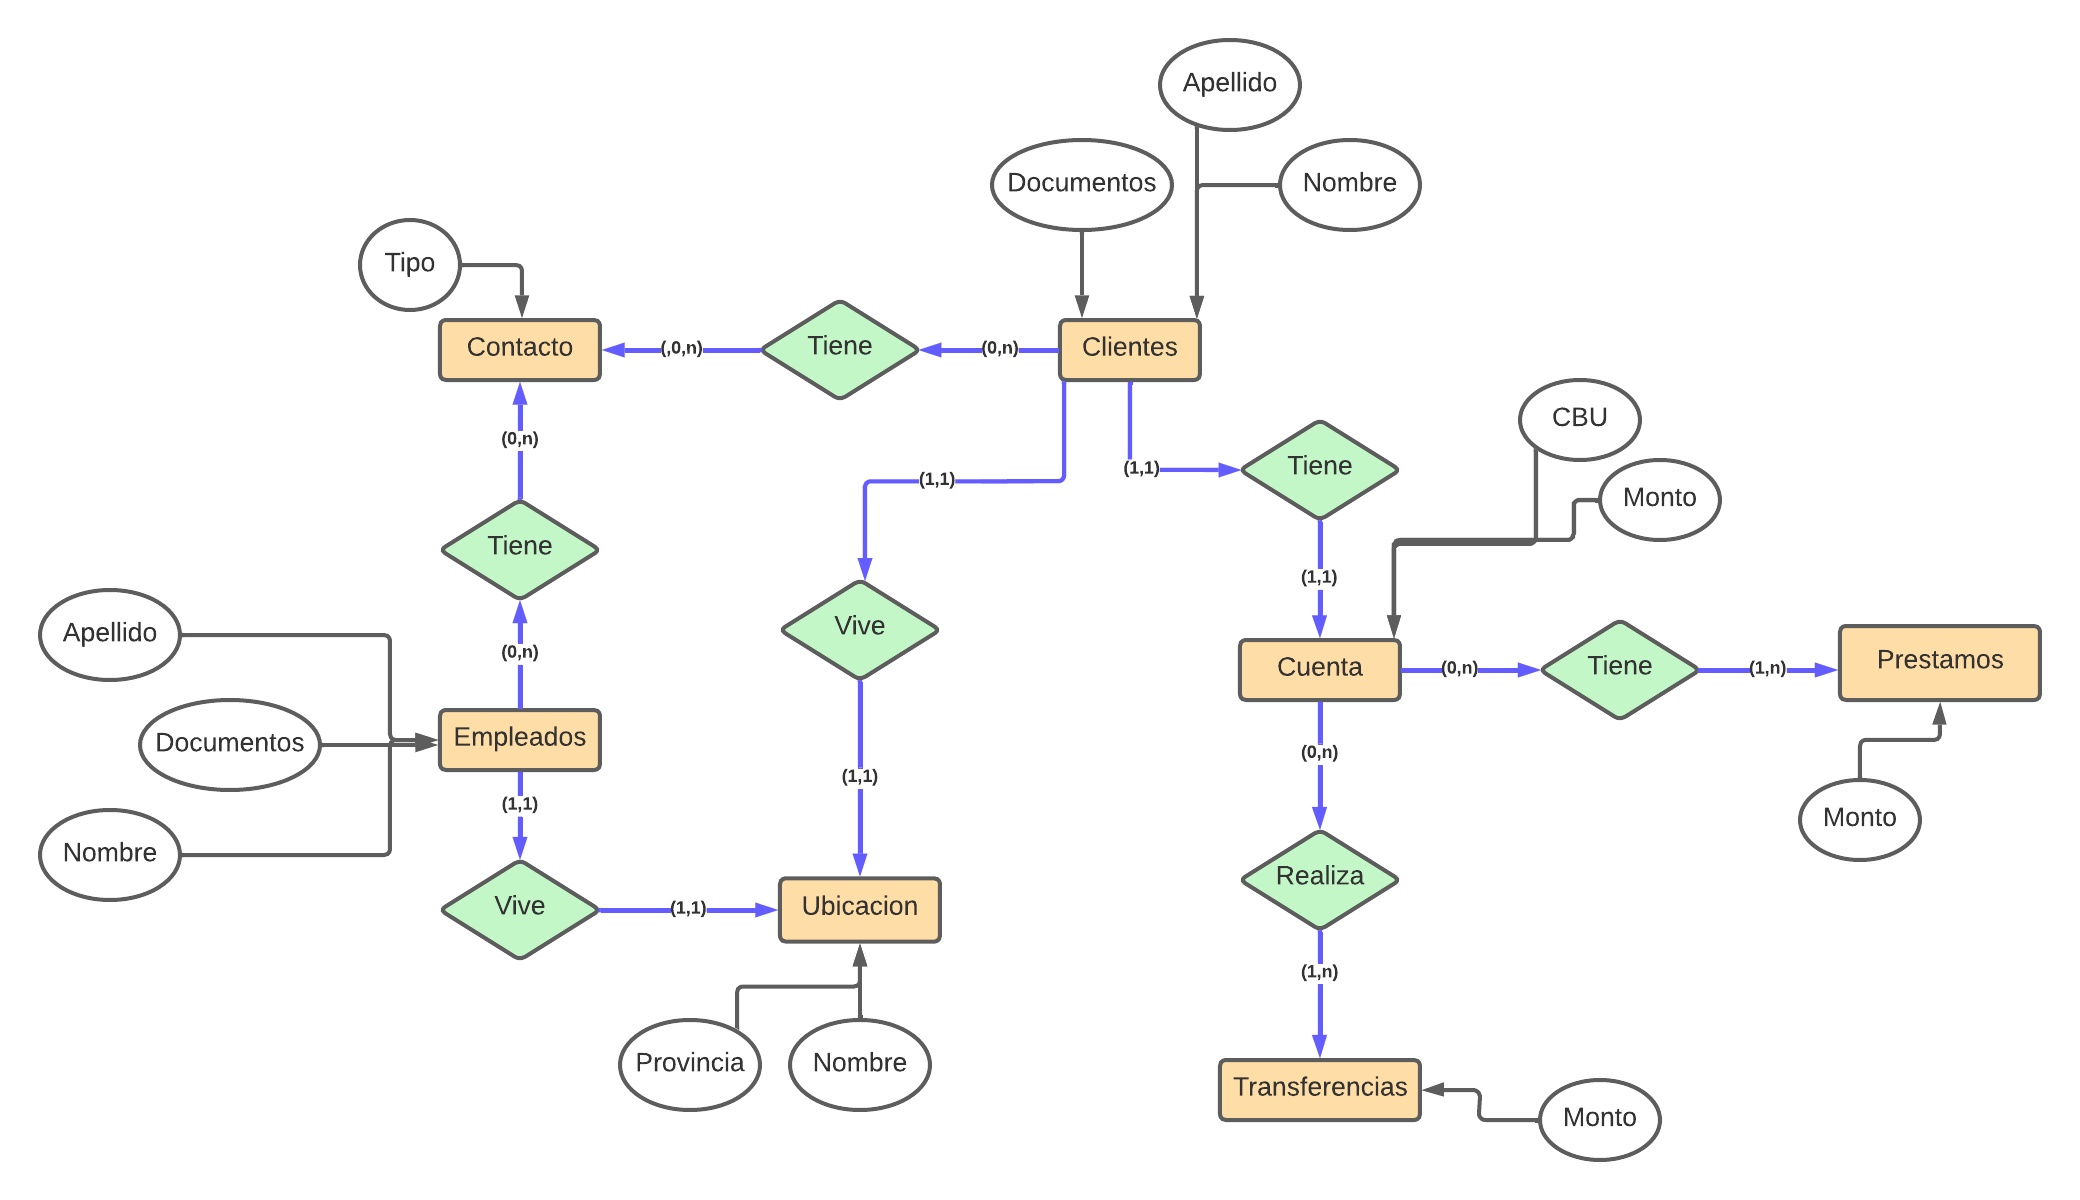 Apellido
Documentos
Nombre
Tipo
Contacto
(,0,n)
Tiene
(0,n)
Clientes
CBU
(0,n)
(1,1)
(1,1)
Tiene
Monto
Tiene
(1,1)
Apellido
Vive
(0,n)
Cuenta
(0,n)
Tiene
(1,n)
Prestamos
Documentos
Empleados
(0,n)
(1,1)
(1,1)
Monto
Nombre
Realiza
Vive
(1,1)
Ubicacion
(1,n)
Provincia
Nombre
Transferencias
Monto